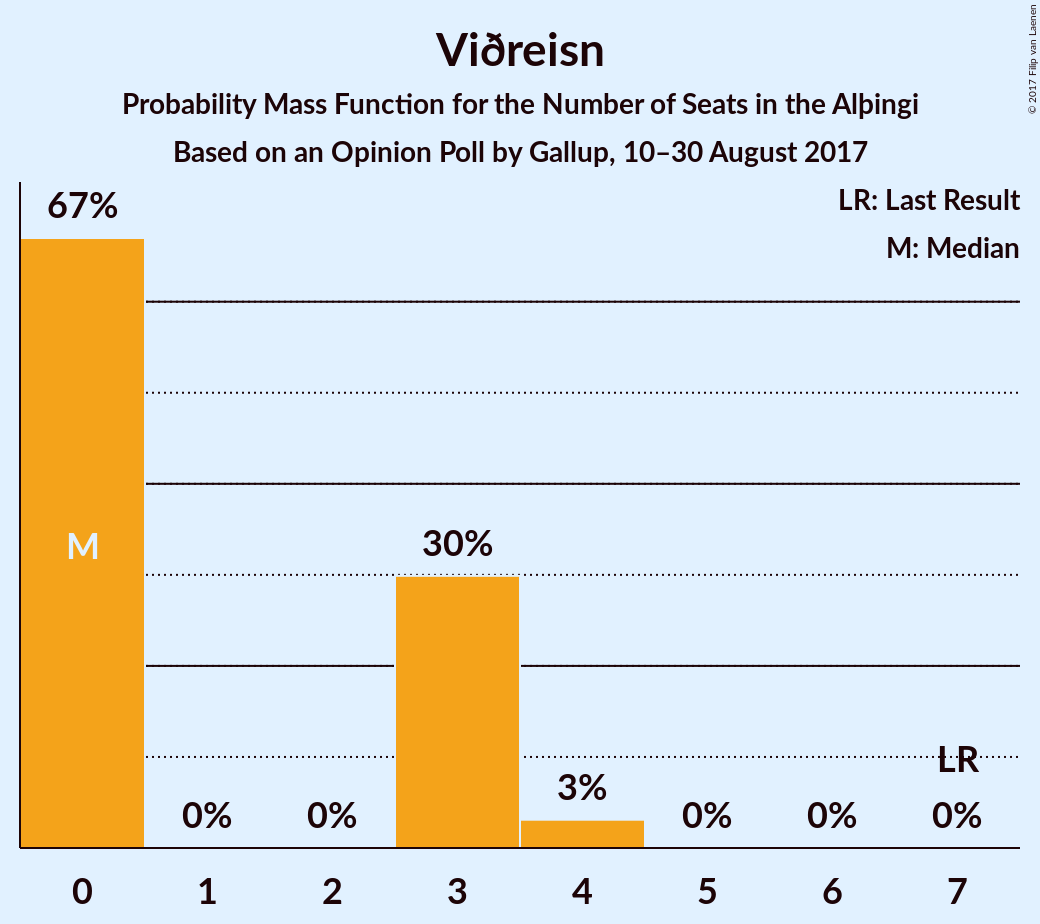 Viðreisn
Probability Mass Function for the Number of Seats in the Alþingi
Based on an Opinion Poll by Gallup, 10–30 August 2017
© 2017 Filip van Laenen
LR: Last Result
M: Median
67%
M
0%
0%
30%
3%
0%
0%
LR
0%
0 1 2 3 4 5 6 7